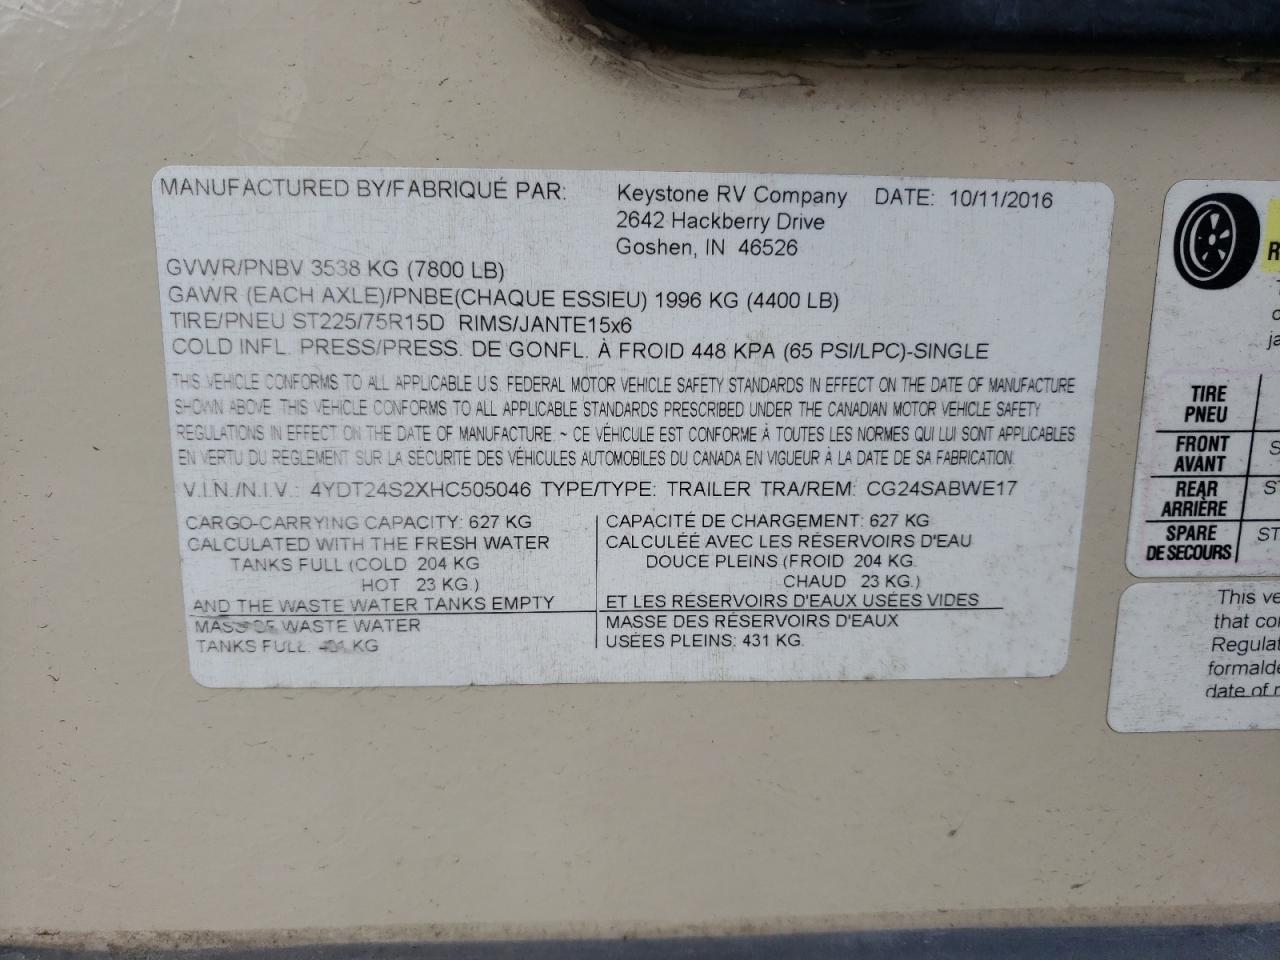 MANUFACTURED BY/FABRIQUÉ PAR: Keystone RV Company DATE: 10/11/2016
2642 Hackberry Drive
Goshen, IN 46526
GVWR/PNBV 3538 KG (7800 LB)
GAWR (EACH AXLE)/PNBE(CHAQUE ESSIEU) 1996 KG (4400 LB)
TIRE/PNEU ST225/75R15D RIMS/JANTE15x6
COLD INFL. PRESS/PRESS. DE GONFL. À FROID 448 KPA (65 PSI/LPC)-SINGLE
THIS VEHICLE CONFORMS TO ALL APPLICABLE U.S. FEDERAL MOTOR VEHICLE SAFETY STANDARDS IN EFFECT ON THE DATE OF MANUFACTURE
SHOWN ABOVE. THIS VEHICLE CONFORMS TO ALL APPLICABLE STANDARDS PRESCRIBED UNDER THE CANADIAN MOTOR VEHICLE SAFETY
REGULATIONS IN EFFECT ON THE DATE OF MANUFACTURE. ~ CE VÉHICULE EST CONFORME À TOUTES LES NORMES QUI LUI SONT APPLICABLES
EN VERTU DU RÈGLEMENT SUR LA SÉCURITÉ DES VÉHICULES AUTOMOBILES DU CANADA EN VIGUEUR À LA DATE DE SA FABRICATION.
V.I.N./N.I.V.: 4YDT24S2XHC505046 TYPE/TYPE: TRAILER TRA/REM: CG24SABWE17
CARGO-CARRYING CAPACITY: 627 KG
CALCULATED WITH THE FRESH WATER
TANKS FULL (COLD 204 KG
HOT 23 KG.)
AND THE WASTE WATER TANKS EMPTY
MASS OF WASTE WATER
TANKS FULL: KG
CAPACITÉ DE CHARGEMENT: 627 KG
CALCULÉE AVEC LES RÉSERVOIRS D'EAU
DOUCE PLEINS (FROID 204 KG
CHAUD 23 KG.)
ET LES RÉSERVOIRS D'EAUX USÉES VIDES
MASSE DES RÉSERVOIRS D'EAUX
USÉES PLEINS: 431 KG.
TIRE
PNEU
FRONT
AVANT
REAR
ARRIÈRE
SPARE
DE SECOURS
ST
This
that
date of